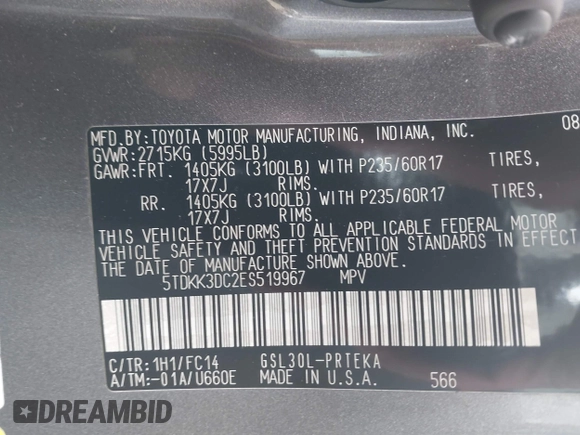 MFD.BY:TOYOTA MOTOR MANUFACTURING, INDIANA, INC. 08
GVWR:2715KG (5995LB)
GAWR:FRT. 1405KG (3100LB) WITH P235/60R17 TIRES,
17X7J RIMS.
RR. 1405KG (3100LB) WITH P235/60R17 TIRES,
17X7J RIMS.
THIS VEHICLE CONFORMS TO ALL APPLICABLE FEDERAL MOTOR
VEHICLE SAFETY AND THEFT PREVENTION STANDARDS IN EFFECT
THE DATE OF MANUFACTURE
5TDKK3DC2ES519967 MPV
C/TR:1H1/FC14 GSL30L-PRTEKA
A/TM:-01A/U660E MADE IN U.S.A. 566
DREAMBID